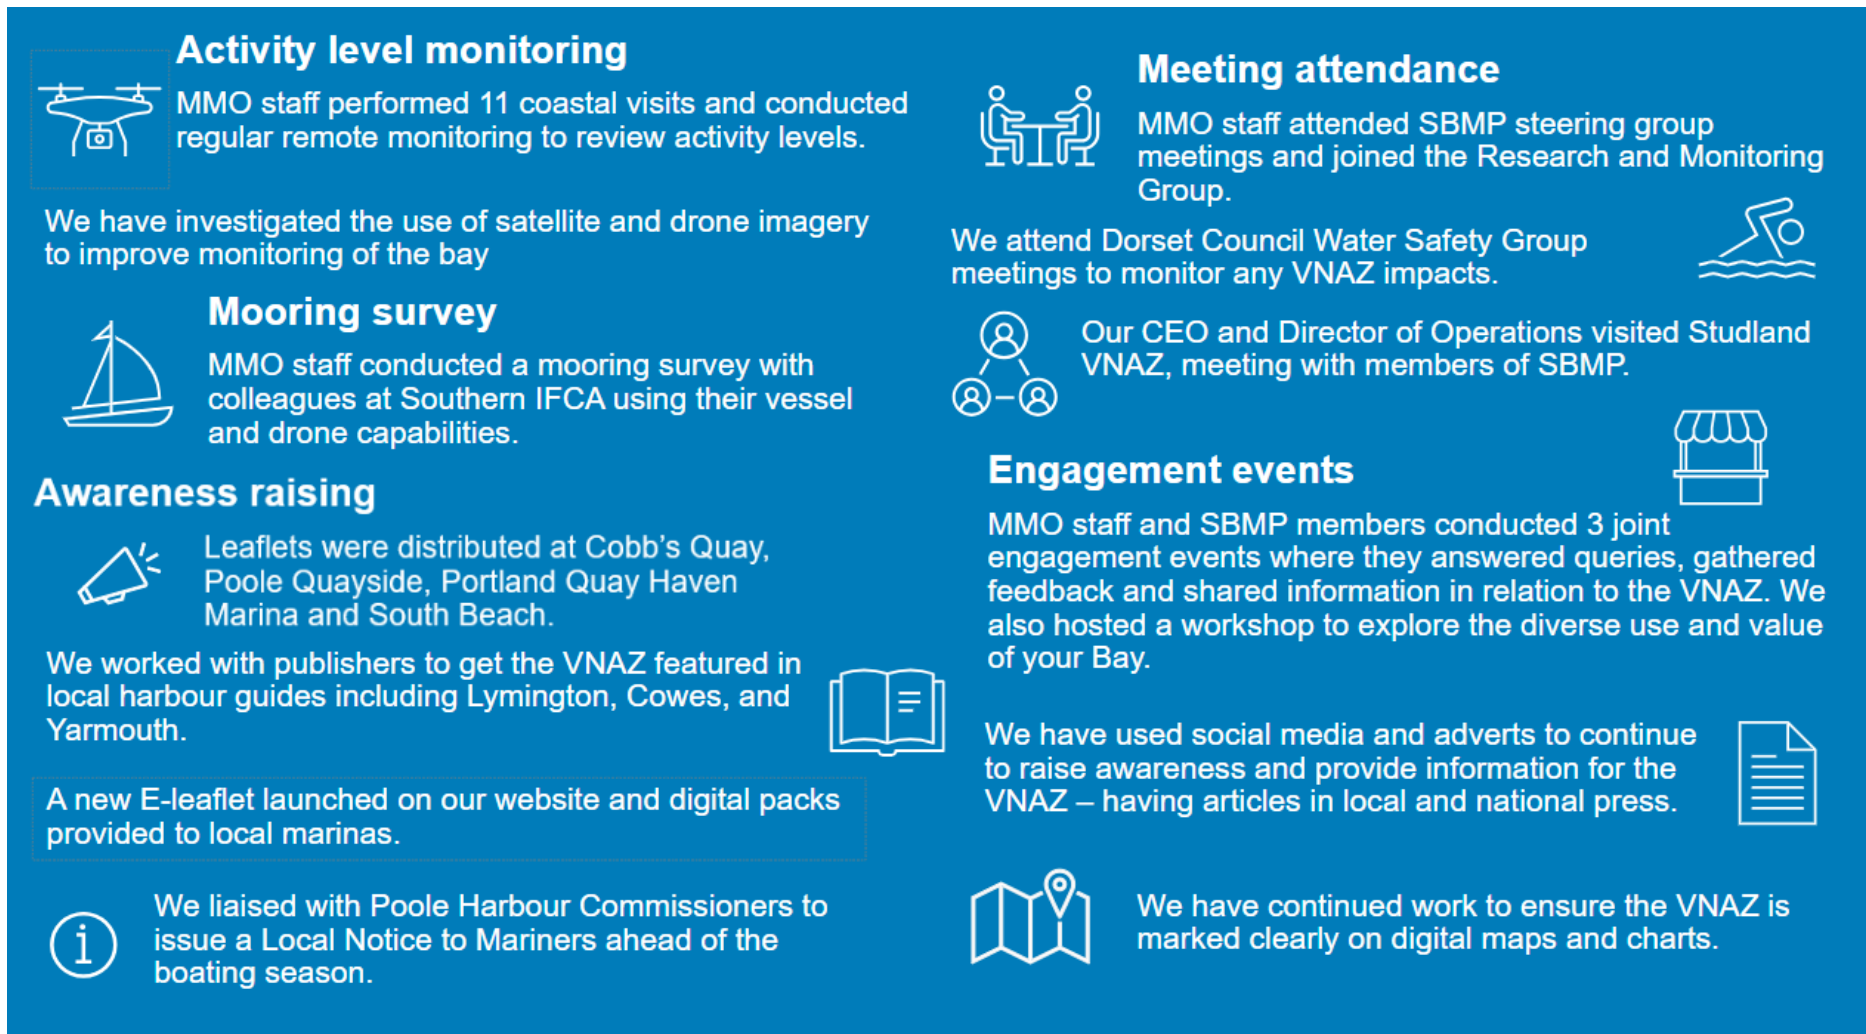 Activity level monitoring
MMO staff performed 11 coastal visits and conducted
regular remote monitoring to review activity levels.
We have investigated the use of satellite and drone imagery
to improve monitoring of the bay
Mooring survey
MMO staff conducted a mooring survey with
colleagues at Southern IFCA using their vessel
and drone capabilities.
Awareness raising
Leaflets were distributed at Cobb's Quay,
Poole Quayside, Portland Quay Haven
Marina and South Beach.
We worked with publishers to get the VNAZ featured in
local harbour guides including Lymington, Cowes, and
Yarmouth.
A new E-leaflet launched on our website and digital packs
provided to local marinas.
We liaised with Poole Harbour Commissioners to
issue a Local Notice to Mariners ahead of the
boating season.
Meeting attendance
MMO staff attended SBMP steering group
meetings and joined the Research and Monitoring
Group.
We attend Dorset Council Water Safety Group
meetings to monitor any VNAZ impacts.
Our CEO and Director of Operations visited Studland
VNAZ, meeting with members of SBMP.
Engagement events
MMO staff and SBMP members conducted 3 joint
engagement events where they answered queries, gathered
feedback and shared information in relation to the VNAZ. We
also hosted a workshop to explore the diverse use and value
of your Bay.
We have used social media and adverts to continue
to raise awareness and provide information for the
VNAZ – having articles in local and national press.
We have continued work to ensure the VNAZ is
marked clearly on digital maps and charts.